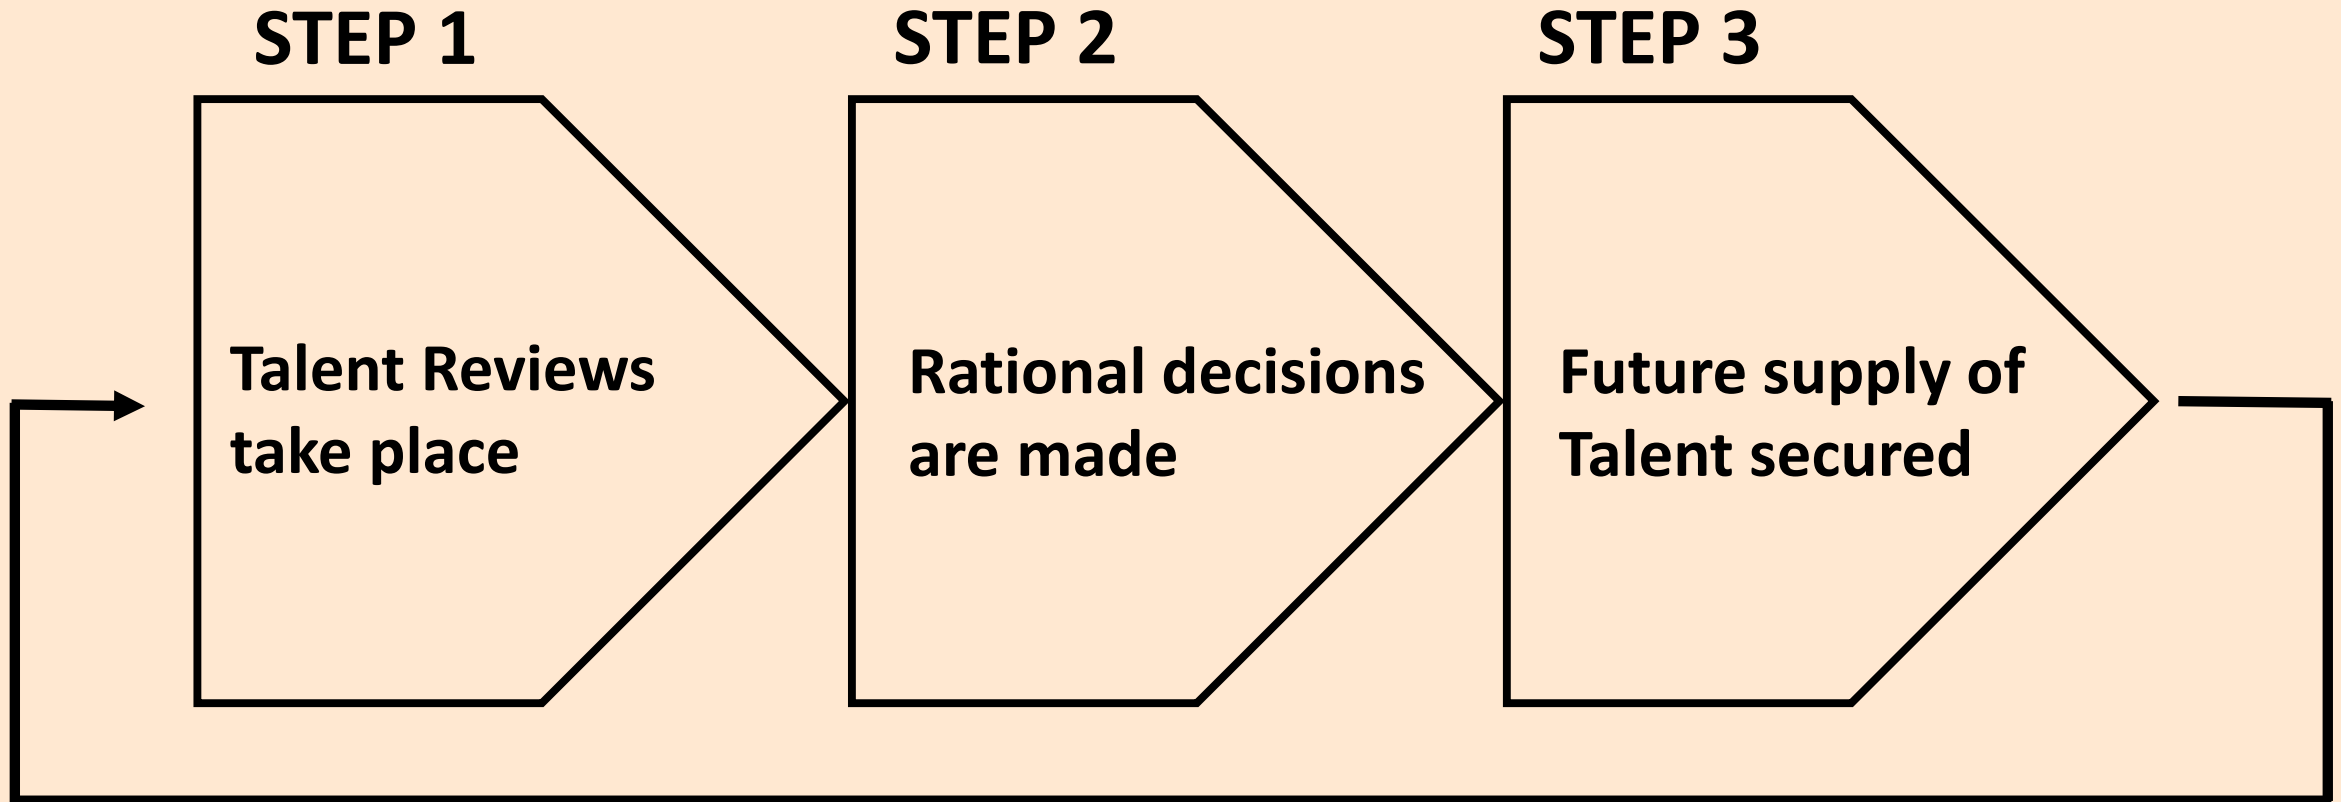 STEP 1
STEP 2
STEP 3
Talent Reviews
take place
Rational decisions
are made
Future supply of
Talent secured